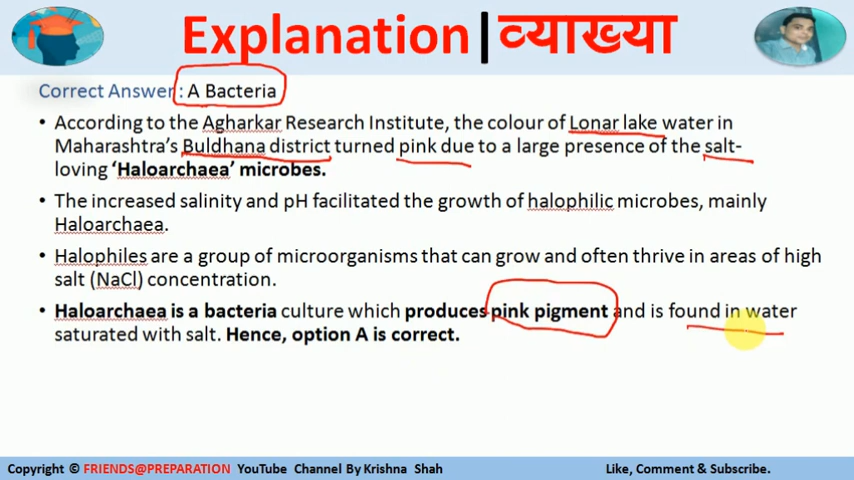 Explanation|व्याख्या
Correct Answer : A Bacteria
• According to the Agharkar Research Institute, the colour of Lonar lake water in
Maharashtra's Buldhana district turned pink due to a large presence of the salt-
loving 'Haloarchaea' microbes.
• The increased salinity and pH facilitated the growth of halophilic microbes, mainly
Haloarchaea.
• Halophiles are a group of microorganisms that can grow and often thrive in areas of high
salt (NaCl) concentration.
• Haloarchaea is a bacteria culture which produces pink pigment and is found in water
saturated with salt. Hence, option A is correct.
Copyright © FRIENDS@PREPARATION YouTube Channel By Krishna Shah Like, Comment & Subscribe.